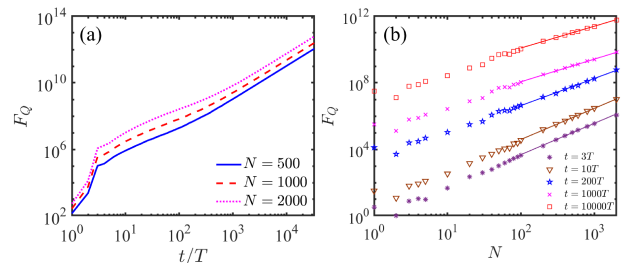 (a)
F_Q
10^14
10^10
10^6
10^2
10^0
10^1
10^2
10^3
10^4
t/T
N = 500
N = 1000
N = 2000
(b)
F_Q
10^12
10^8
10^4
10^0
10^0
10^1
10^2
10^3
N
t = 3T
t = 10T
t = 200T
t = 1000T
t = 10000T